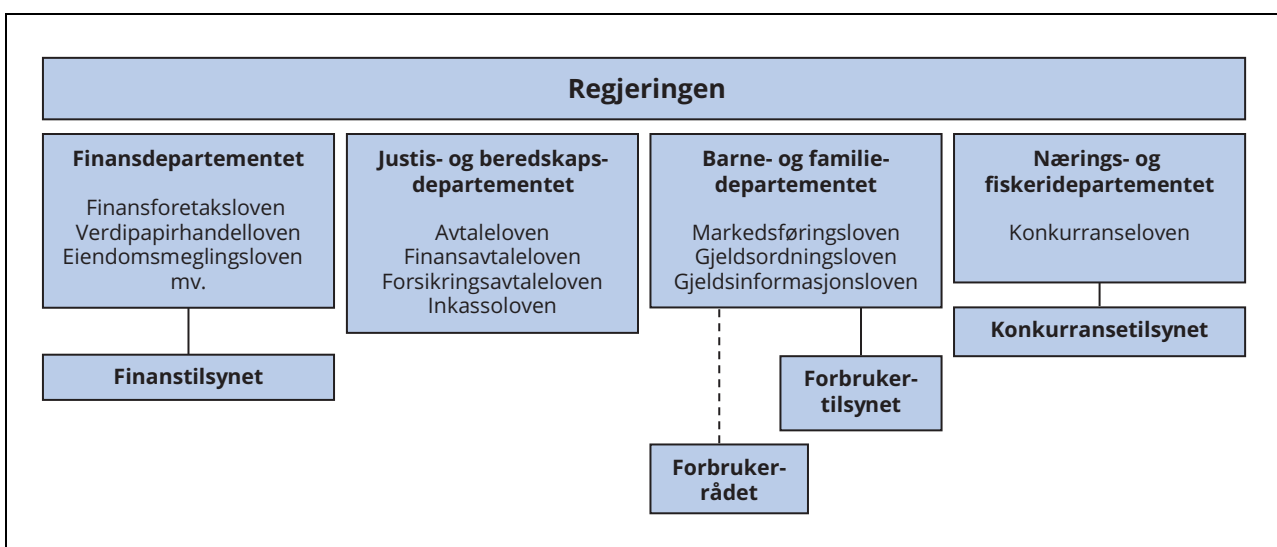 Regjeringen
Finansdepartementet
Finansforetaksloven
Verdipapirhandelloven
Eiendomsmeglingsloven
mv.
Finanstilsynet
Justis- og beredskaps-
departementet
Avtaleloven
Finansavtaleloven
Forsikringsavtaleloven
Inkassoloven
Barne- og familie-
departementet
Markedsføringsloven
Gjeldsordningsloven
Gjeldsinformasjonsloven
Forbruker-
tilsynet
Forbruker-
rådet
Nærings- og
fiskeridepartementet
Konkurranseloven
Konkurransetilsynet